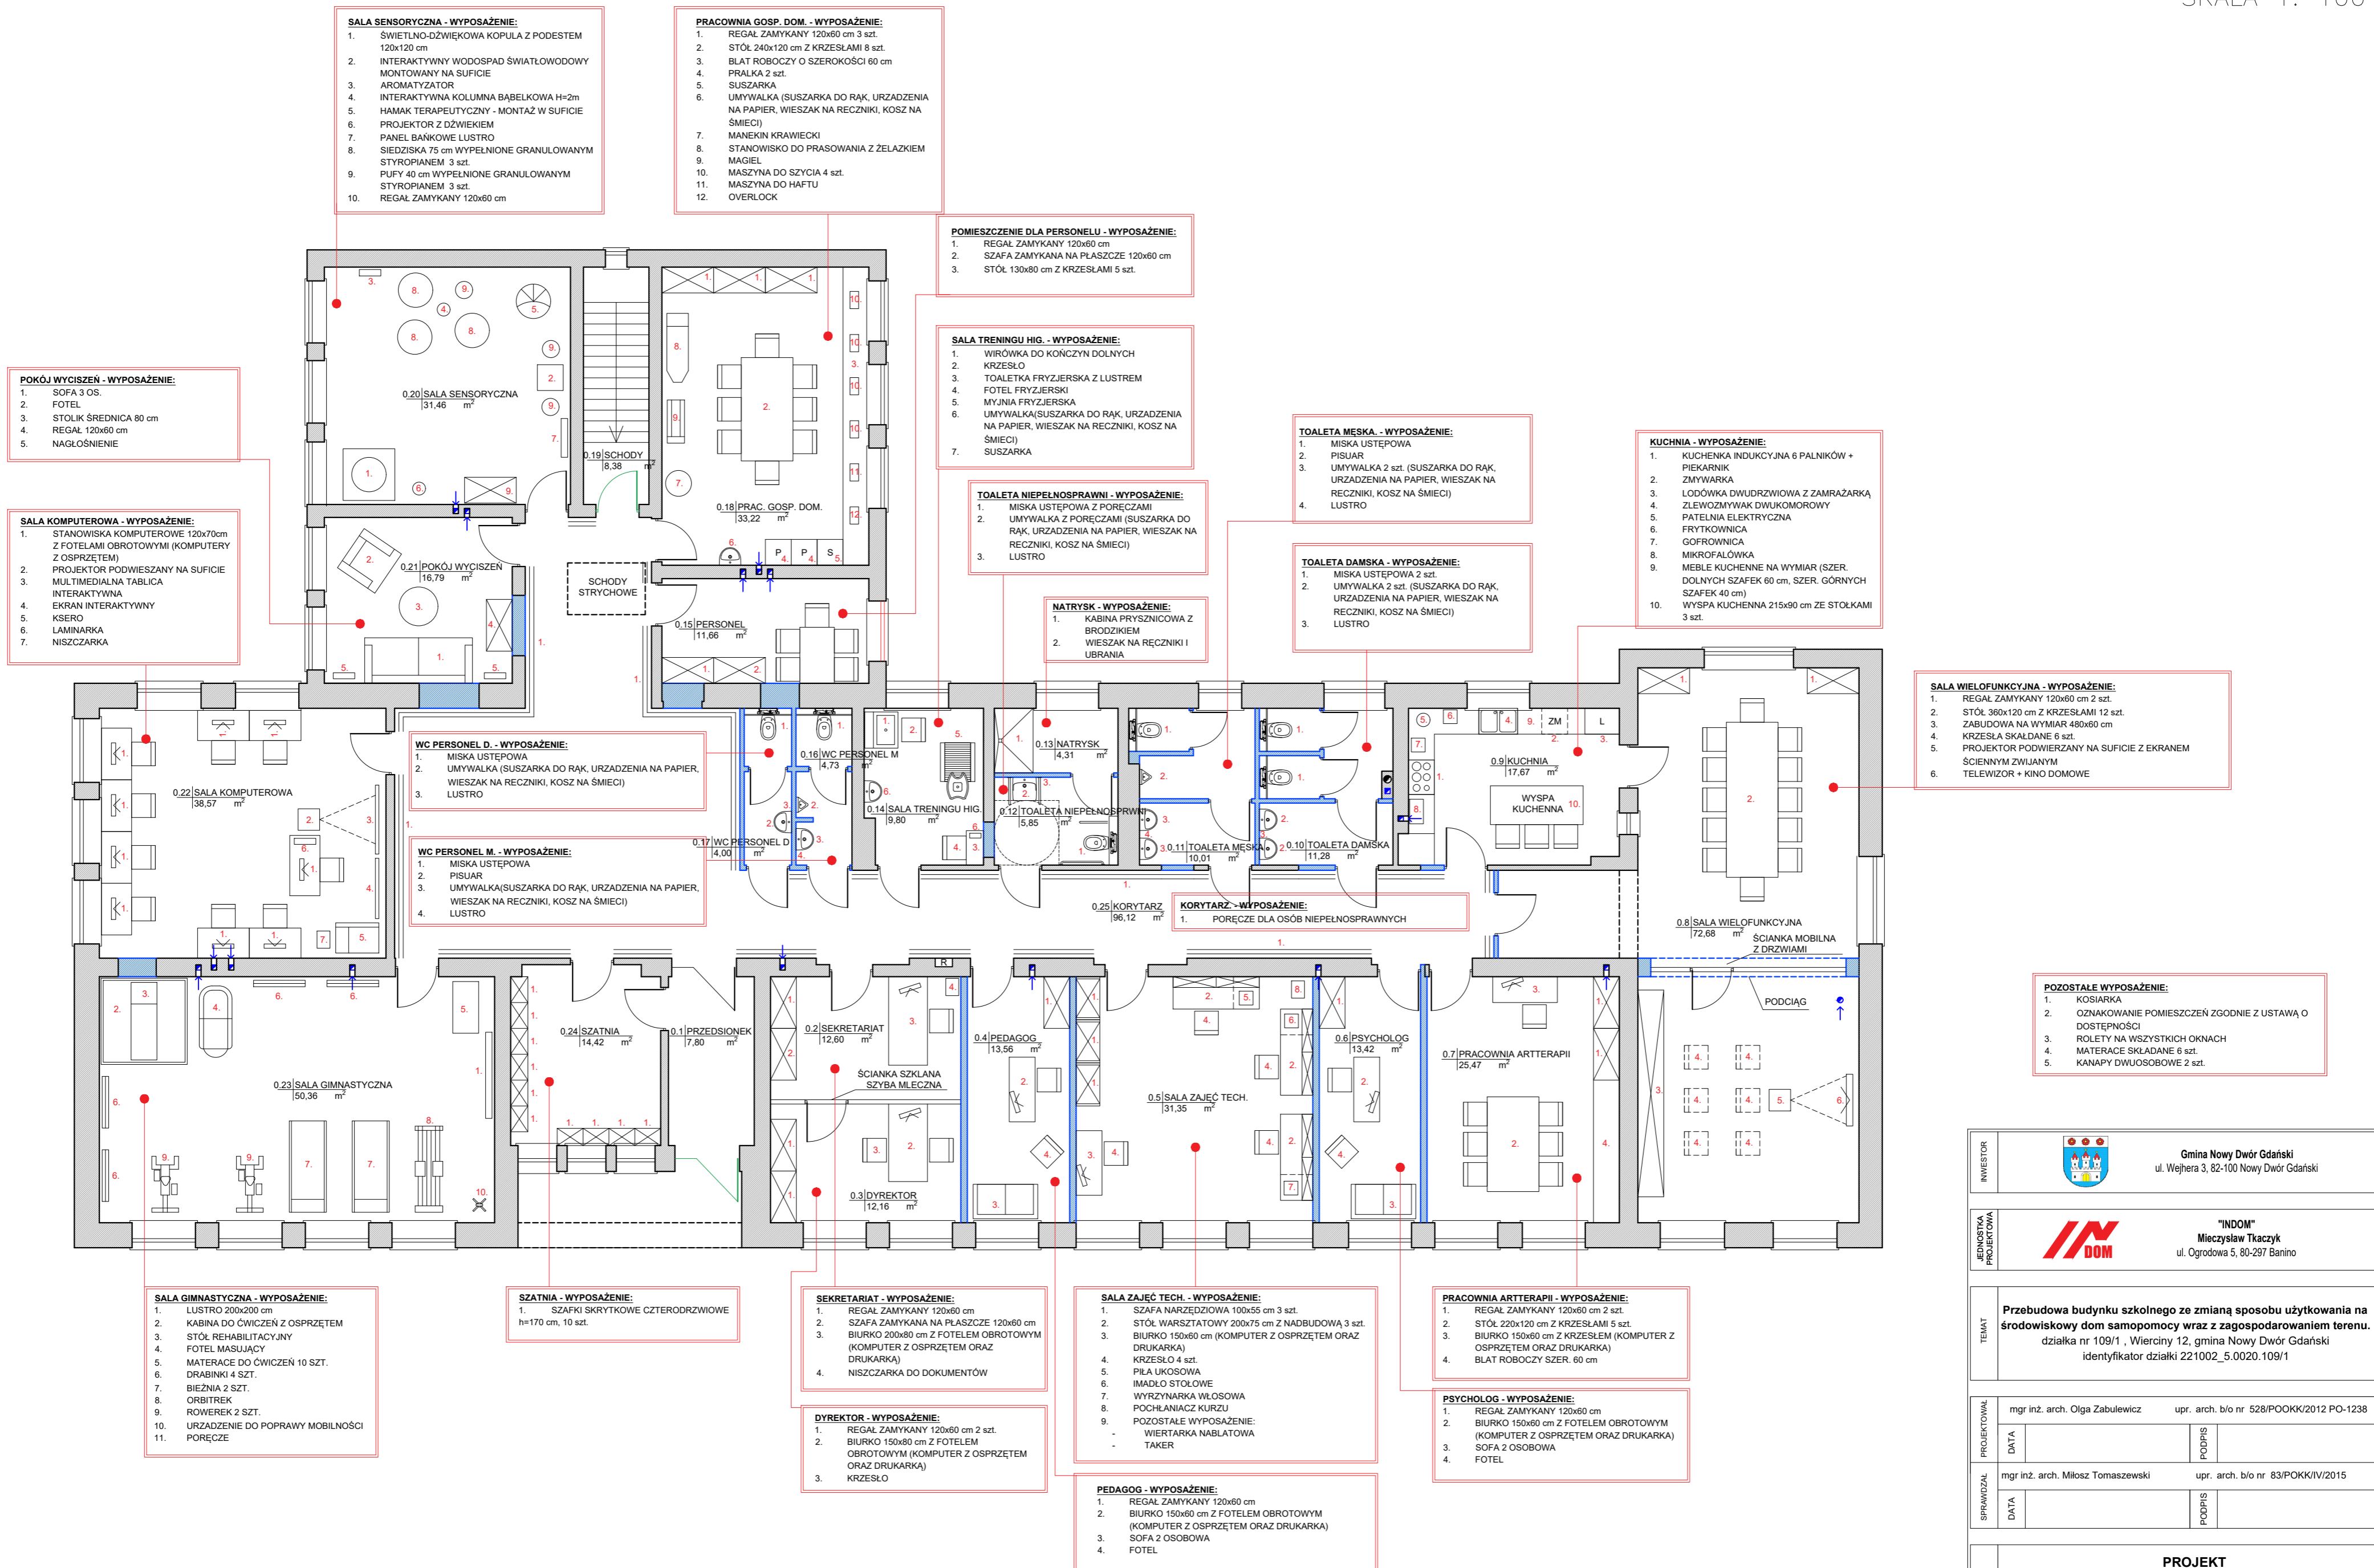 SKALA 1: 100
SALA SENSORYCZNA - WYPOSAŻENIE:
1. ŚWIETLNO-DŹWIĘKOWA KOPULA Z PODESTEM
120x120 cm
2. INTERAKTYWNY WODOSPAD ŚWIATŁOWODOWY
MONTOWANY NA SUFICIE
3. AROMATYZATOR
4. INTERAKTYWNA KOLUMNA BĄBELKOWA H=2m
5. HAMAK TERAPEUTYCZNY - MONTAŻ W SUFICIE
6. PROJEKTOR Z DŹWIEKIEM
7. PANEL BAŃKOWE LUSTRO
8. SIEDZISKA 75 cm WYPEŁNIONE GRANULOWANYM
STYROPIANEM 3 szt.
9. PUFY 40 cm WYPEŁNIONE GRANULOWANYM
STYROPIANEM 3 szt.
10. REGAŁ ZAMYKANY 120x60 cm
PRACOWNIA GOSP. DOM. - WYPOSAŻENIE:
1. REGAŁ ZAMYKANY 120x60 cm 3 szt.
2. STÓŁ 240x120 cm Z KRZESŁAMI 8 szt.
3. BLAT ROBOCZY O SZEROKOŚCI 60 cm
4. PRALKA 2 szt.
5. SUSZARKA
6. UMYWALKA (SUSZARKA DO RĄK, URZADZENIA
NA PAPIER, WIESZAK NA RECZNIKI, KOSZ NA
ŚMIECI)
7. MANEKIN KRAWIECKI
8. STANOWISKO DO PRASOWANIA Z ŻELAZKIEM
9. MAGIEL
10. MASZYNA DO SZYCIA 4 szt.
11. MASZYNA DO HAFTU
12. OVERLOCK
POMIESZCZENIE DLA PERSONELU - WYPOSAŻENIE:
1. REGAŁ ZAMYKANY 120x60 cm
2. SZAFA ZAMYKANA NA PŁASZCZE 120x60 cm
3. STÓŁ 130x80 cm Z KRZESŁAMI 5 szt.
SALA TRENINGU HIG. - WYPOSAŻENIE:
1. WIRÓWKA DO KOŃCZYN DOLNYCH
2. KRZESŁO
3. TOALETKA FRYZJERSKA Z LUSTREM
4. FOTEL FRYZJERSKI
5. MYJNIA FRYZJERSKA
6. UMYWALKA(SUSZARKA DO RĄK, URZADZENIA
NA PAPIER, WIESZAK NA RECZNIKI, KOSZ NA
ŚMIECI)
7. SUSZARKA
POKÓJ WYCISZEŃ - WYPOSAŻENIE:
1. SOFA 3 OS.
2. FOTEL
3. STOLIK ŚREDNICA 80 cm
4. REGAŁ 120x60 cm
5. NAGŁOŚNIENIE
SALA KOMPUTEROWA - WYPOSAŻENIE:
1. STANOWISKA KOMPUTEROWE 120x70cm
Z FOTELAMI OBROTOWYMI (KOMPUTERY
Z OSPRZĘTEM)
2. PROJEKTOR PODWIESZANY NA SUFICIE
3. MULTIMEDIALNA TABLICA
INTERAKTYWNA
4. EKRAN INTERAKTYWNY
5. KSERO
6. LAMINARKA
7. NISZCZARKA
TOALETA MĘSKA. - WYPOSAŻENIE:
1. MISKA USTĘPOWA
2. PISUAR
3. UMYWALKA 2 szt. (SUSZARKA DO RĄK,
URZADZENIA NA PAPIER, WIESZAK NA
RECZNIKI, KOSZ NA ŚMIECI)
4. LUSTRO
TOALETA NIEPEŁNOSPRAWNI - WYPOSAŻENIE:
1. MISKA USTĘPOWA Z PORĘCZAMI
2. UMYWALKA Z PORĘCZAMI (SUSZARKA DO
RĄK, URZADZENIA NA PAPIER, WIESZAK NA
RECZNIKI, KOSZ NA ŚMIECI)
3. LUSTRO
TOALETA DAMSKA - WYPOSAŻENIE:
1. MISKA USTĘPOWA 2 szt.
2. UMYWALKA 2 szt. (SUSZARKA DO RĄK,
URZADZENIA NA PAPIER, WIESZAK NA
RECZNIKI, KOSZ NA ŚMIECI)
3. LUSTRO
NATRYSK - WYPOSAŻENIE:
1. KABINA PRYSZNICOWA Z
BRODZIKIEM
2. WIESZAK NA RĘCZNIKI I
UBRANIA
KUCHNIA - WYPOSAŻENIE:
1. KUCHENKA INDUKCYJNA 6 PALNIKÓW +
PIEKARNIK
2. ZMYWARKA
3. LODÓWKA DWUDRZWIOWA Z ZAMRAŻARKĄ
4. ZLEWOZMYWAK DWUKOMOROWY
5. PATELNIA ELEKTRYCZNA
6. FRYTKOWNICA
7. GOFROWNICA
8. MIKROFALÓWKA
9. MEBLE KUCHENNE NA WYMIAR (SZER.
DOLNYCH SZAFEK 60 cm, SZER. GÓRNYCH
SZAFEK 40 cm)
10. WYSPA KUCHENNA 215x90 cm ZE STOŁKAMI
3 szt.
SALA WIELOFUNKCYJNA - WYPOSAŻENIE:
1. REGAŁ ZAMYKANY 120x60 cm 2 szt.
2. STÓŁ 360x120 cm Z KRZESŁAMI 12 szt.
3. ZABUDOWA NA WYMIAR 480x60 cm
4. KRZESŁA SKAŁDANE 6 szt.
5. PROJEKTOR PODWIERZANY NA SUFICIE Z EKRANEM
ŚCIENNYM ZWIJANYM
6. TELEWIZOR + KINO DOMOWE
WC PERSONEL D. - WYPOSAŻENIE:
1. MISKA USTĘPOWA
2. UMYWALKA (SUSZARKA DO RĄK, URZADZENIA NA PAPIER,
WIESZAK NA RECZNIKI, KOSZ NA ŚMIECI)
3. LUSTRO
WC PERSONEL M. - WYPOSAŻENIE:
1. MISKA USTĘPOWA
2. PISUAR
3. UMYWALKA(SUSZARKA DO RĄK, URZADZENIA NA PAPIER,
WIESZAK NA RECZNIKI, KOSZ NA ŚMIECI)
4. LUSTRO
KORYTARZ. - WYPOSAŻENIE:
1. PORĘCZE DLA OSÓB NIEPEŁNOSPRAWNYCH
POZOSTAŁE WYPOSAŻENIE:
1. KOSIARKA
2. OZNAKOWANIE POMIESZCZEŃ ZGODNIE Z USTAWĄ O
DOSTĘPNOŚCI
3. ROLETY NA WSZYSTKICH OKNACH
4. MATERACE SKŁADANE 6 szt.
5. KANAPY DWUOSOBOWE 2 szt.
0.20 SALA SENSORYCZNA
31,46 m²
0.19 SCHODY
8,38 m²
0.18 PRAC. GOSP. DOM.
33,22 m²
P P S
0.21 POKÓJ WYCISZEŃ
16,79 m²
SCHODY
STRYCHOWE
0.15 PERSONEL
11,66 m²
0.16 WC PERSONEL M
4,73 m²
0.13 NATRYSK
4,31 m²
ZM L
0.9 KUCHNIA
17,67 m²
WYSPA
KUCHENNA
0.22 SALA KOMPUTEROWA
38,57 m²
0.14 SALA TRENINGU HIG.
9,80 m²
0.12 TOALETA NIEPEŁNOSPRWNI
5,85 m²
0.17 WC PERSONEL D
4,00 m²
0.11 TOALETA MĘSKA
10,01 m²
0.10 TOALETA DAMSKA
11,28 m²
0.25 KORYTARZ
96,12 m²
0.8 SALA WIELOFUNKCYJNA
72,68 m²
ŚCIANKA MOBILNA
Z DRZWIAMI
PODCIĄG
R
0.24 SZATNIA
14,42 m²
0.1 PRZEDSIONEK
7,80 m²
0.2 SEKRETARIAT
12,60 m²
ŚCIANKA SZKLANA
SZYBA MLECZNA
0.4 PEDAGOG
13,56 m²
0.6 PSYCHOLOG
13,42 m²
0.7 PRACOWNIA ARTTERAPII
25,47 m²
0.23 SALA GIMNASTYCZNA
50,36 m²
0.5 SALA ZAJĘĆ TECH.
31,35 m²
0.3 DYREKTOR
12,16 m²
SALA GIMNASTYCZNA - WYPOSAŻENIE:
1. LUSTRO 200x200 cm
2. KABINA DO ĆWICZEŃ Z OSPRZĘTEM
3. STÓŁ REHABILITACYJNY
4. FOTEL MASUJĄCY
5. MATERACE DO ĆWICZEŃ 10 SZT.
6. DRABINKI 4 SZT.
7. BIEŻNIA 2 SZT.
8. ORBITREK
9. ROWEREK 2 SZT.
10. URZADZENIE DO POPRAWY MOBILNOŚCI
11. PORĘCZE
SZATNIA - WYPOSAŻENIE:
1. SZAFKI SKRYTKOWE CZTERODRZWIOWE
h=170 cm, 10 szt.
SEKRETARIAT - WYPOSAŻENIE:
1. REGAŁ ZAMYKANY 120x60 cm
2. SZAFA ZAMYKANA NA PŁASZCZE 120x60 cm
3. BIURKO 200x80 cm Z FOTELEM OBROTOWYM
(KOMPUTER Z OSPRZĘTEM ORAZ
DRUKARKĄ)
4. NISZCZARKA DO DOKUMENTÓW
DYREKTOR - WYPOSAŻENIE:
1. REGAŁ ZAMYKANY 120x60 cm 2 szt.
2. BIURKO 150x80 cm Z FOTELEM
OBROTOWYM (KOMPUTER Z OSPRZĘTEM
ORAZ DRUKARKĄ)
3. KRZESŁO
SALA ZAJĘĆ TECH. - WYPOSAŻENIE:
1. SZAFA NARZĘDZIOWA 100x55 cm 3 szt.
2. STÓŁ WARSZTATOWY 200x75 cm Z NADBUDOWĄ 3 szt.
3. BIURKO 150x60 cm (KOMPUTER Z OSPRZĘTEM ORAZ
DRUKARKA)
4. KRZESŁO 4 szt.
5. PIŁA UKOSOWA
6. IMADŁO STOŁOWE
7. WYRZYNARKA WŁOSOWA
8. POCHŁANIACZ KURZU
9. POZOSTAŁE WYPOSAŻENIE:
- WIERTARKA NABLATOWA
- TAKER
PEDAGOG - WYPOSAŻENIE:
1. REGAŁ ZAMYKANY 120x60 cm
2. BIURKO 150x60 cm Z FOTELEM OBROTOWYM
(KOMPUTER Z OSPRZĘTEM ORAZ DRUKARKA)
3. SOFA 2 OSOBOWA
4. FOTEL
PRACOWNIA ARTTERAPII - WYPOSAŻENIE:
1. REGAŁ ZAMYKANY 120x60 cm 2 szt.
2. STÓŁ 220x120 cm Z KRZESŁAMI 5 szt.
3. BIURKO 150x60 cm Z KRZESŁEM (KOMPUTER Z
OSPRZĘTEM ORAZ DRUKARKA)
4. BLAT ROBOCZY SZER. 60 cm
PSYCHOLOG - WYPOSAŻENIE:
1. REGAŁ ZAMYKANY 120x60 cm
2. BIURKO 150x60 cm Z FOTELEM OBROTOWYM
(KOMPUTER Z OSPRZĘTEM ORAZ DRUKARKA)
3. SOFA 2 OSOBOWA
4. FOTEL
INWESTOR
Gmina Nowy Dwór Gdański
ul. Wejhera 3, 82-100 Nowy Dwór Gdański
JEDNOSTKA
PROJEKTOWA
IN DOM
"INDOM"
Mieczysław Tkaczyk
ul. Ogrodowa 5, 80-297 Banino
TEMAT
Przebudowa budynku szkolnego ze zmianą sposobu użytkowania na
środowiskowy dom samopomocy wraz z zagospodarowaniem terenu.
działka nr 109/1 , Wierciny 12, gmina Nowy Dwór Gdański
identyfikator działki 221002_5.0020.109/1
PROJEKTOWAŁ
mgr inż. arch. Olga Zabulewicz upr. arch. b/o nr 528/POOKK/2012 PO-1238
DATA PODPIS
SPRAWDZAŁ
mgr inż. arch. Miłosz Tomaszewski upr. arch. b/o nr 83/POKK/IV/2015
DATA PODPIS
PROJEKT